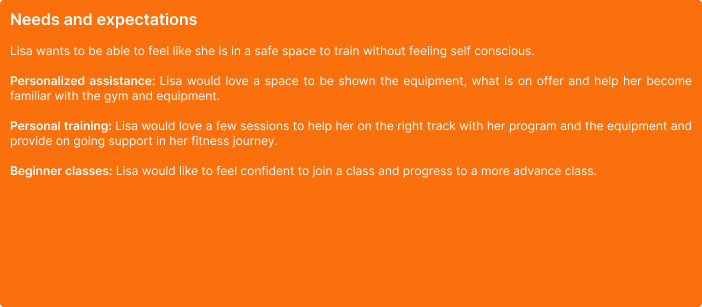 Needs and expectations
Lisa wants to be able to feel like she is in a safe space to train without feeling self conscious.
Personalized assistance: Lisa would love a space to be shown the equipment, what is on offer and help her become
familiar with the gym and equipment.
Personal training: Lisa would love a few sessions to help her on the right track with her program and the equipment and
provide on going support in her fitness journey.
Beginner classes: Lisa would like to feel confident to join a class and progress to a more advance class.